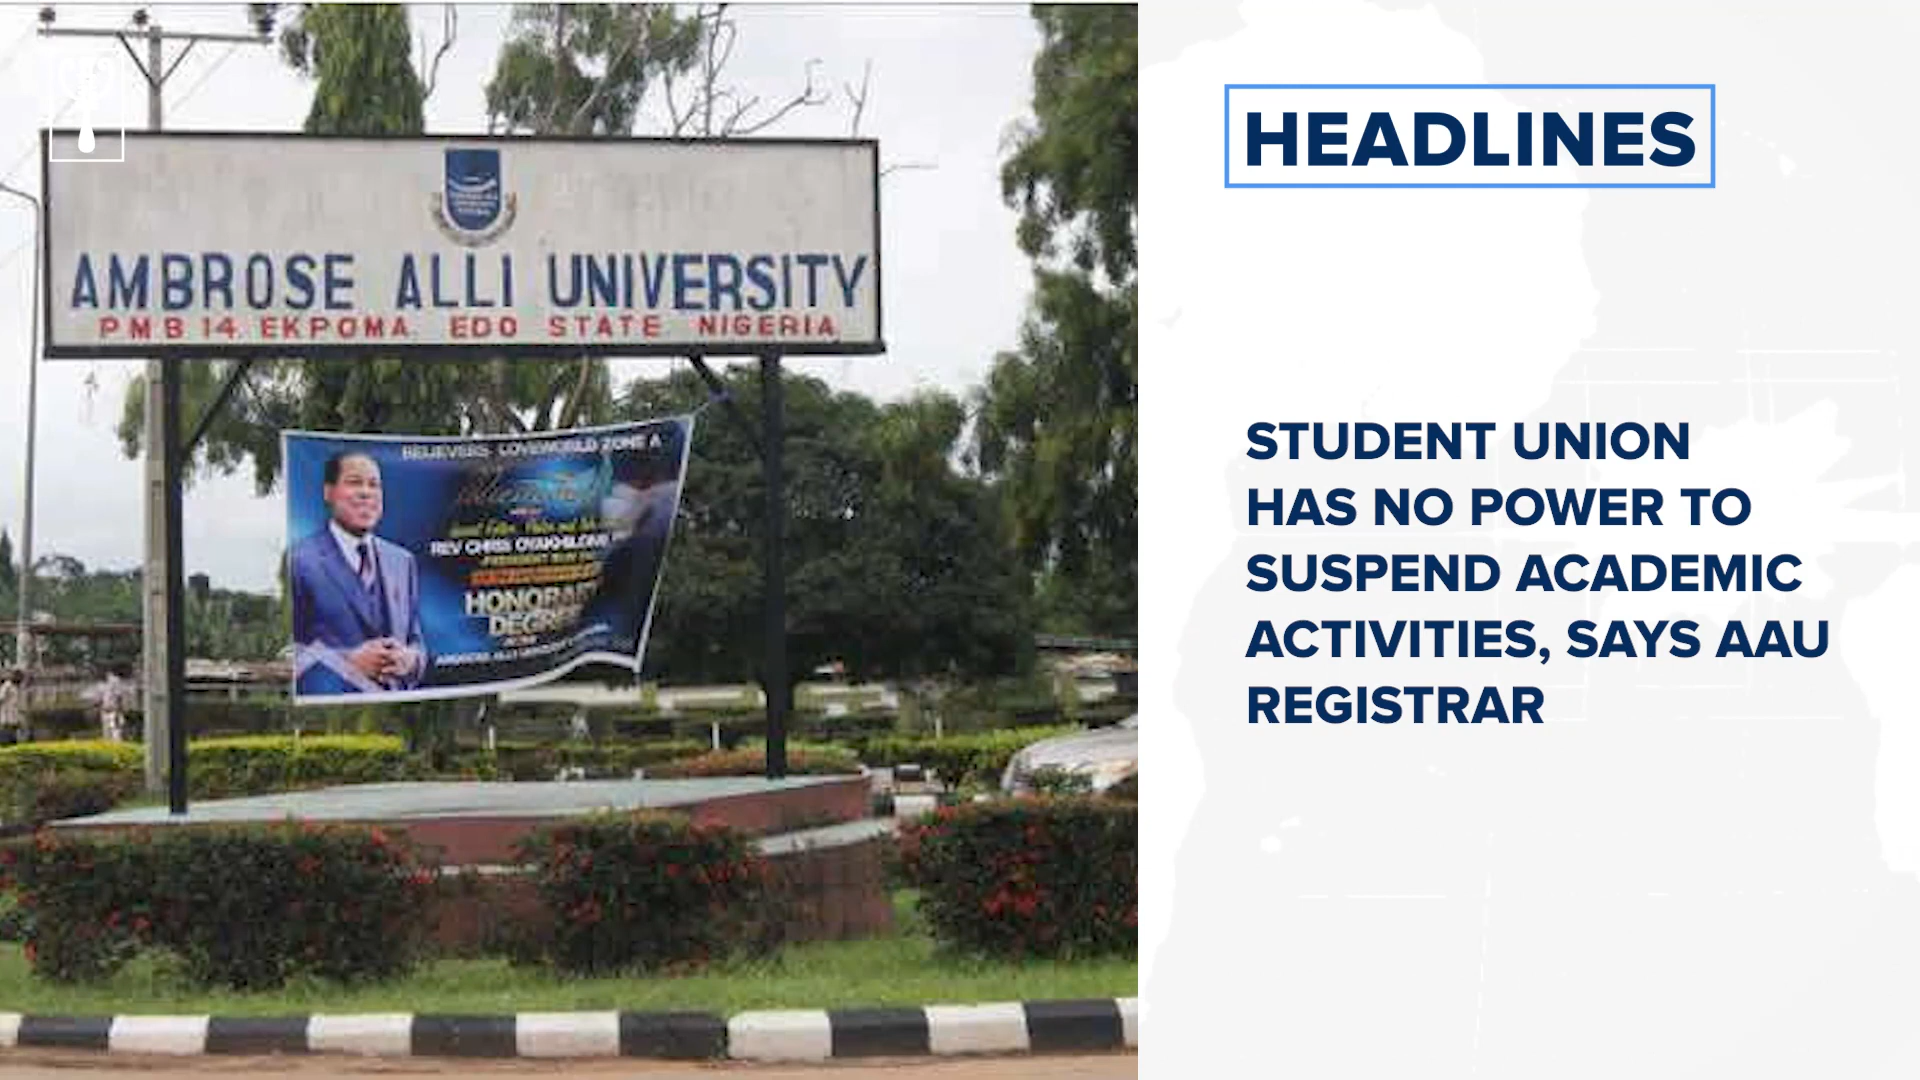 AMBROSE ALLI UNIVERSITY
PMB 14 EKPOMA EDO STATE NIGERIA
BELIEVERS LOVEWORLD ZONE A
REV CHRIS
HONORARY
DEGREE
HEADLINES
STUDENT UNION
HAS NO POWER TO
SUSPEND ACADEMIC
ACTIVITIES, SAYS AAU
REGISTRAR